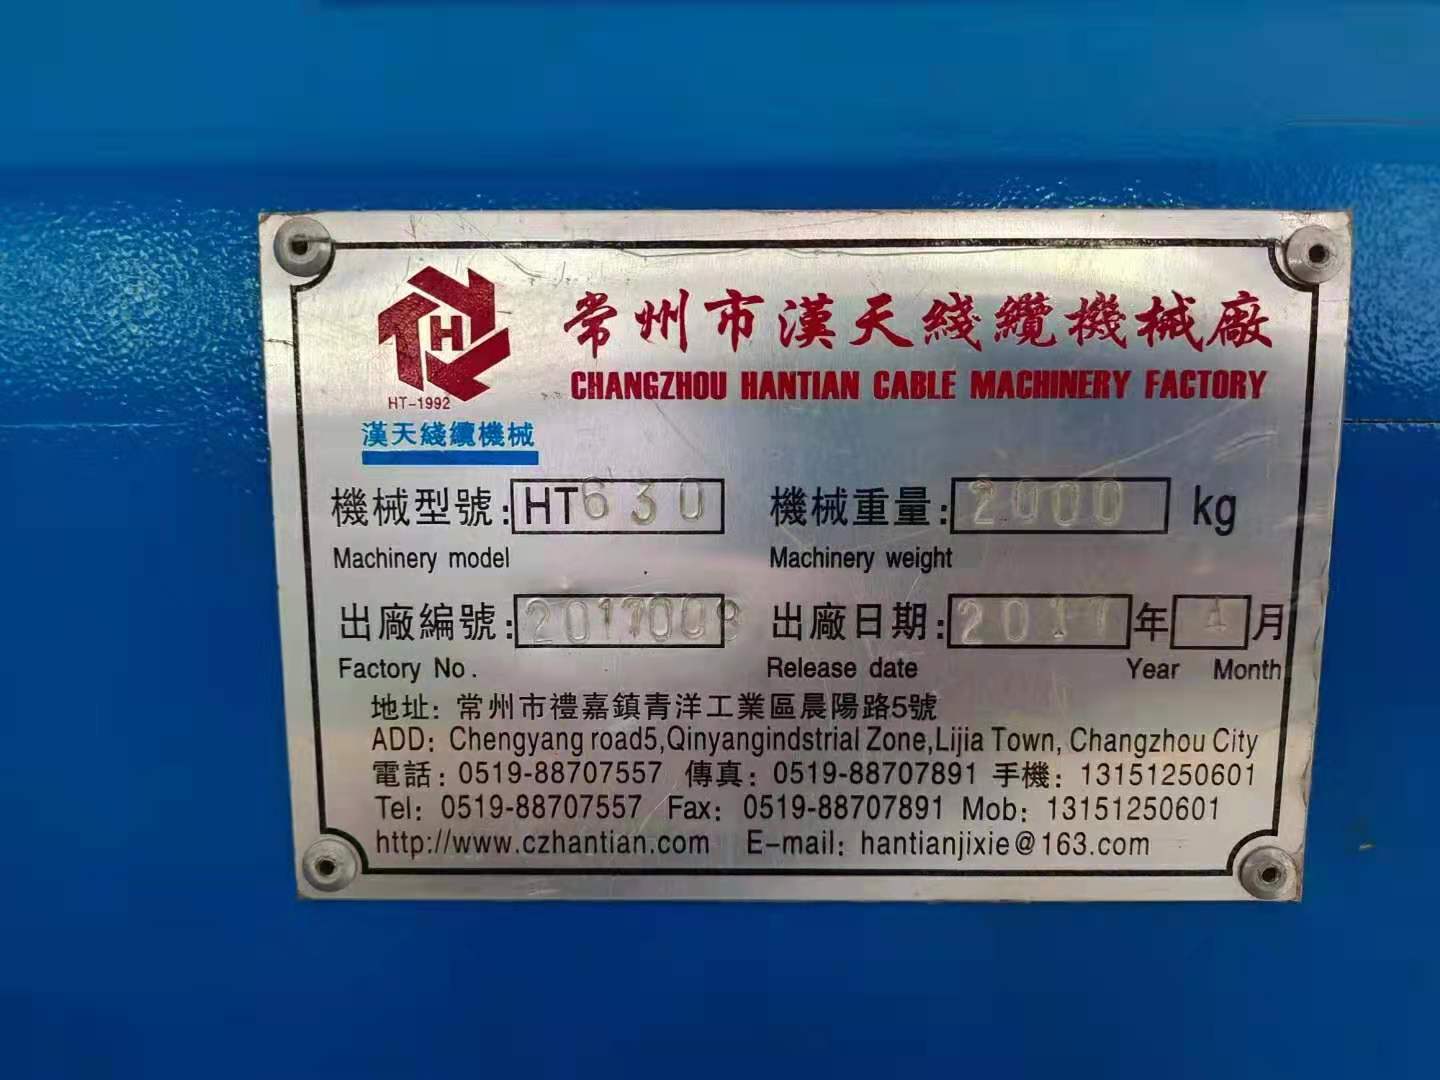 常州市漢天綫纜機械廠
CHANGZHOU HANTIAN CABLE MACHINERY FACTORY
H
HT-1992
漢天綫纜機械
機械型號: HT630 機械重量: 2000 kg
Machinery model Machinery weight
出廠編號: 2017008 出廠日期: 2017 年 4 月
Factory No. Release date Year Month
地址: 常州市禮嘉鎮青洋工業區晨陽路5號
ADD: Chengyang road5,Qinyangindstrial Zone,Lijia Town, Changzhou City
電話: 0519-88707557 傳真: 0519-88707891 手機: 13151250601
Tel: 0519-88707557 Fax: 0519-88707891 Mob: 13151250601
http://www.czhantian.com E-mail: hantianjixie@163.com